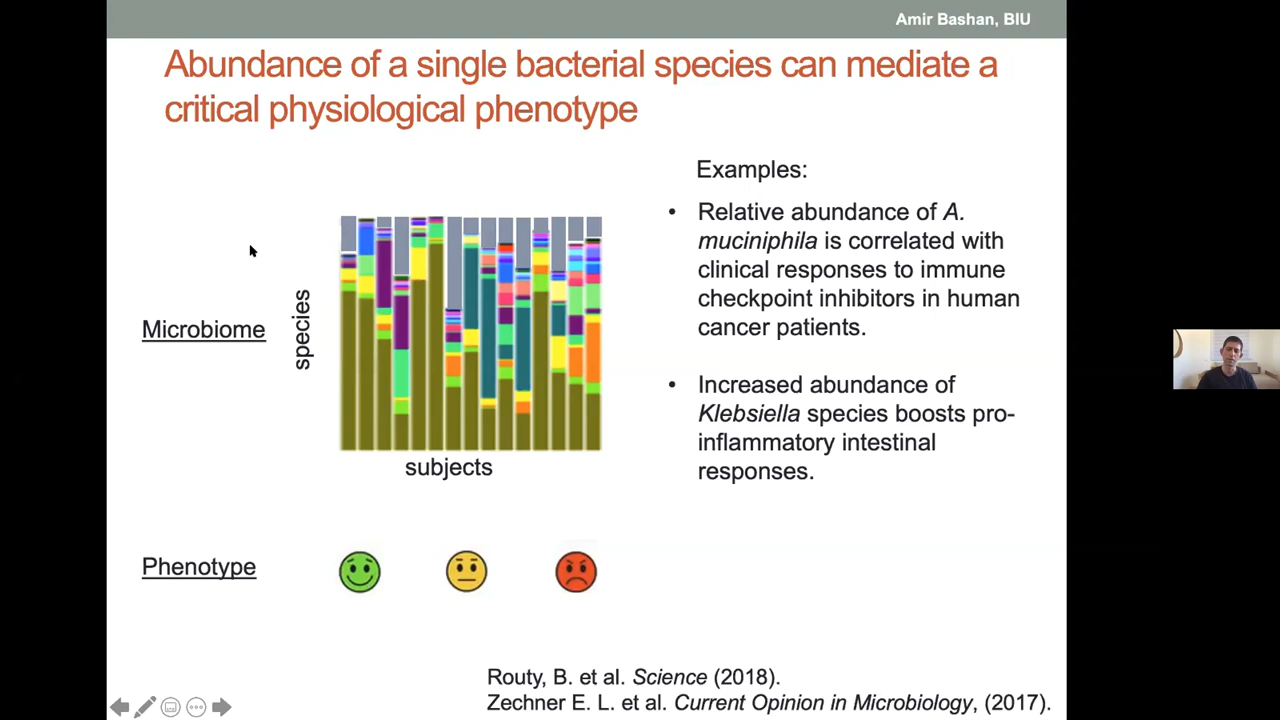 Amir Bashan, BIU
Abundance of a single bacterial species can mediate a
critical physiological phenotype
Examples:
• Relative abundance of A.
muciniphila is correlated with
clinical responses to immune
checkpoint inhibitors in human
cancer patients.
• Increased abundance of
Klebsiella species boosts pro-
inflammatory intestinal
responses.
Microbiome
species
subjects
Phenotype
Routy, B. et al. Science (2018).
Zechner E. L. et al. Current Opinion in Microbiology, (2017).